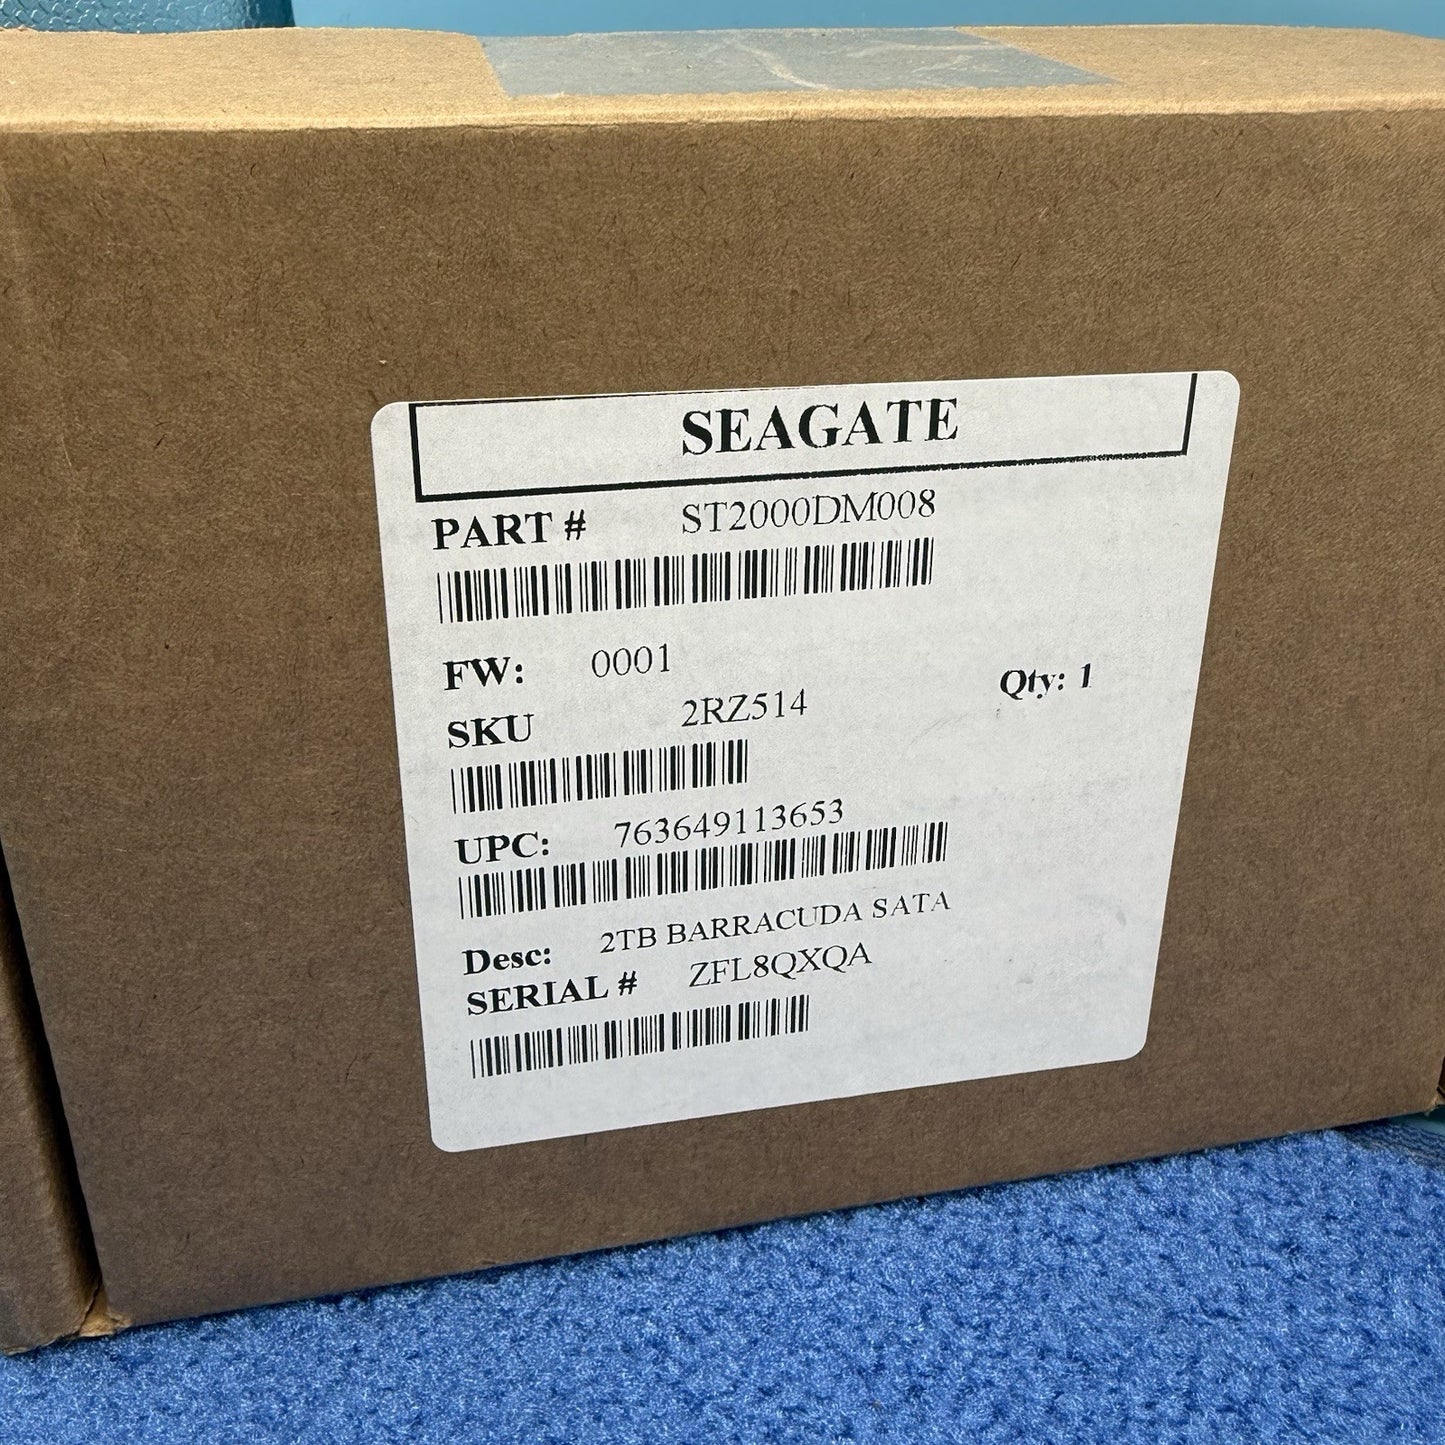 SEAGATE
PART # ST2000DM008
FW: 0001
Qty: 1
SKU 2RZ514
UPC: 763649113653
Desc: 2TB BARRACUDA SATA
SERIAL # ZFL8QXQA